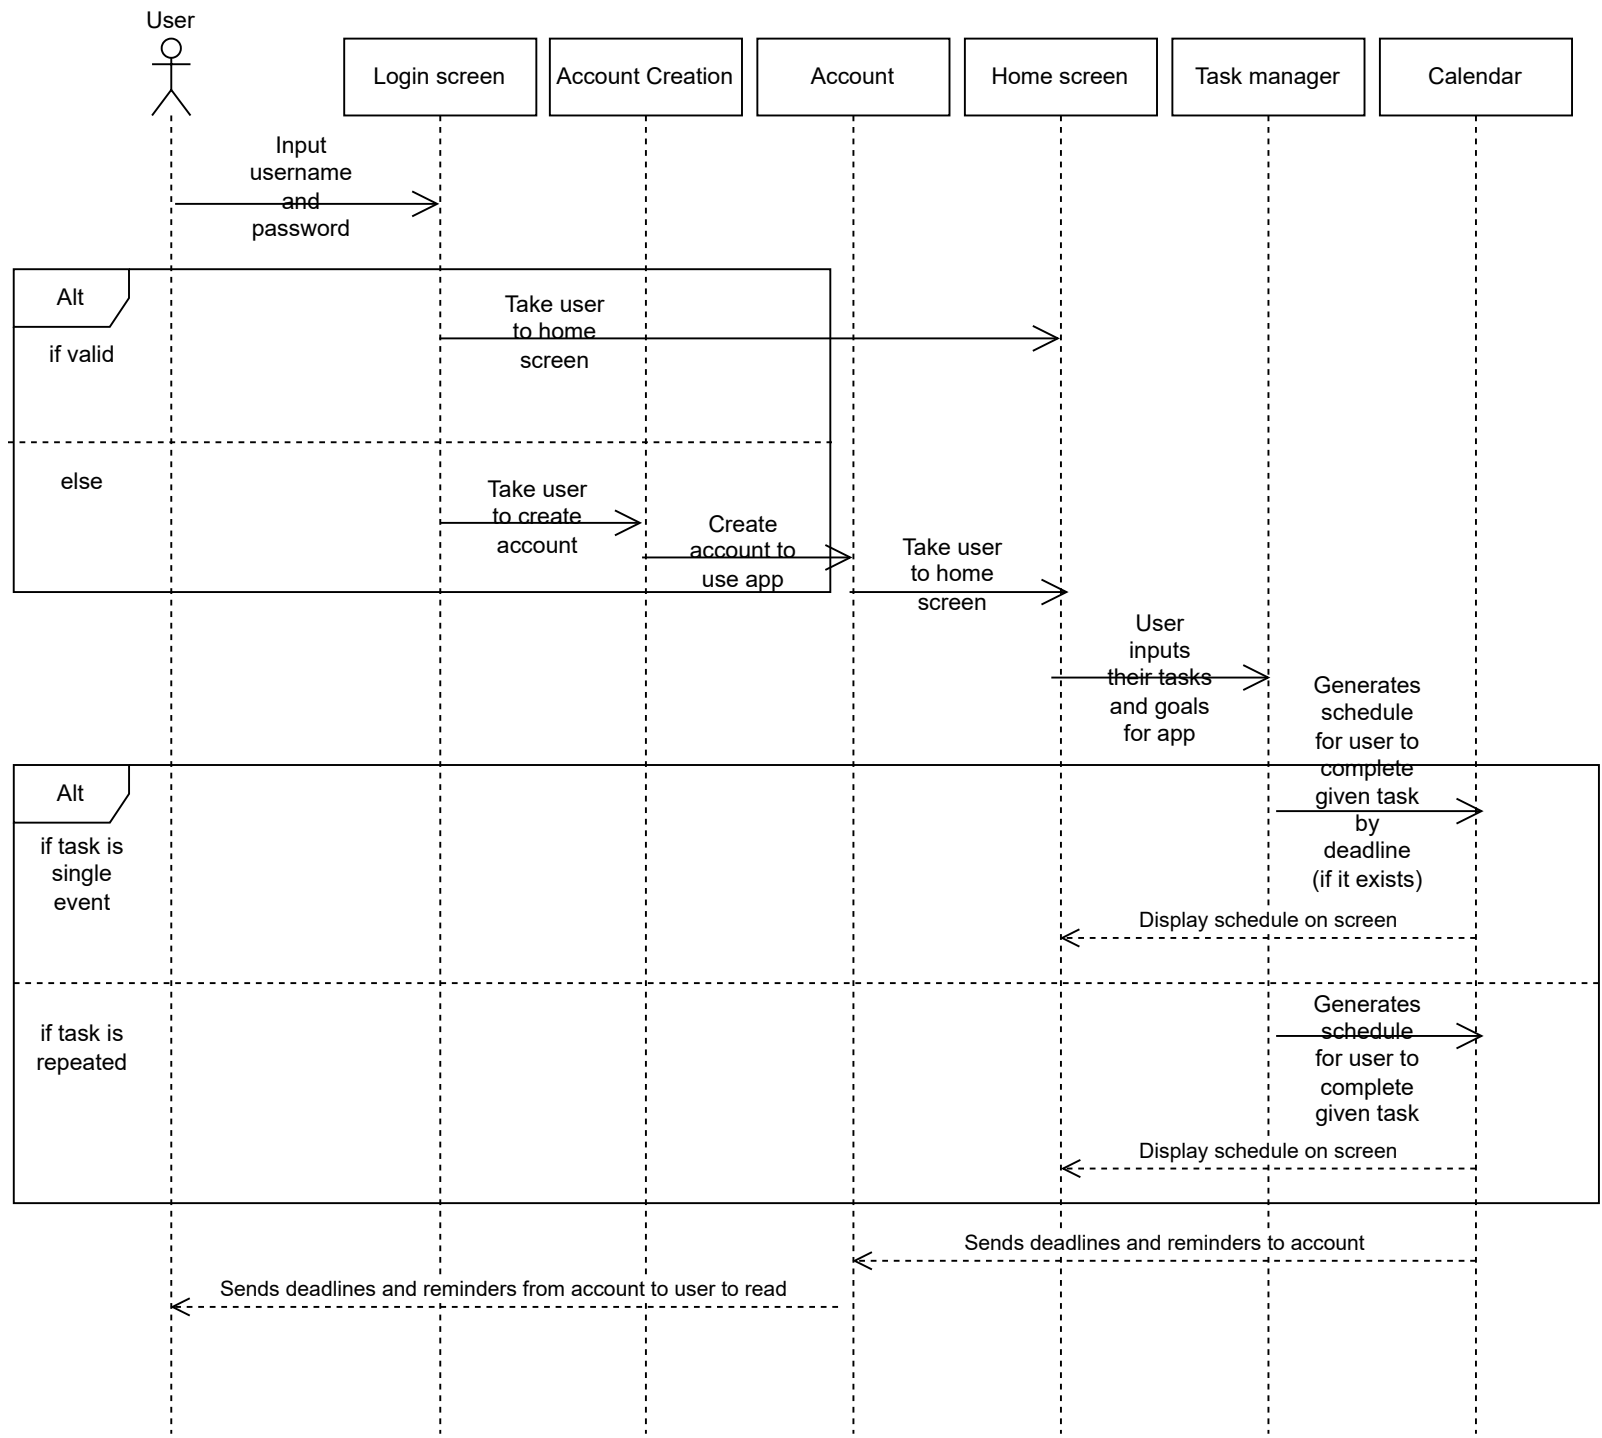 User
Login screen
Account Creation
Account
Home screen
Task manager
Calendar
Input
username
and
password
Alt
if valid
Take user
to home
screen
else
Take user
to create
account
Create
account to
use app
Take user
to home
screen
User
inputs
their tasks
and goals
for app
Generates
schedule
for user to
complete
given task
by
deadline
(if it exists)
Alt
if task is
single
event
Display schedule on screen
if task is
repeated
Generates
schedule
for user to
complete
given task
Display schedule on screen
Sends deadlines and reminders to account
Sends deadlines and reminders from account to user to read